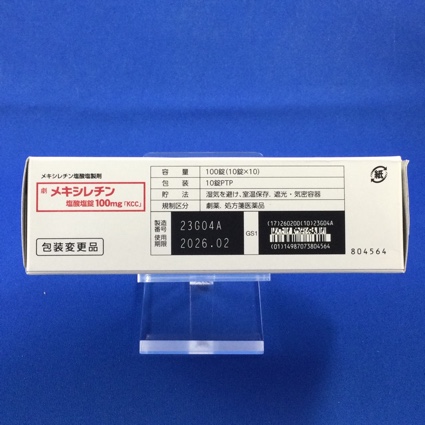 メキシレチン塩酸塩製剤
劇 メキシレチン
塩酸塩錠100mg「KCC」
包装変更品
容量 100錠(10錠×10)
包装 10錠PTP
貯法 湿気を避け、室温保存、遮光・気密容器
規制区分 劇薬、処方箋医薬品
製造番号 23G04A
使用期限 2026.02
GS1
(17)260200(10)23G04A
(01)14987073804564
804564
紙